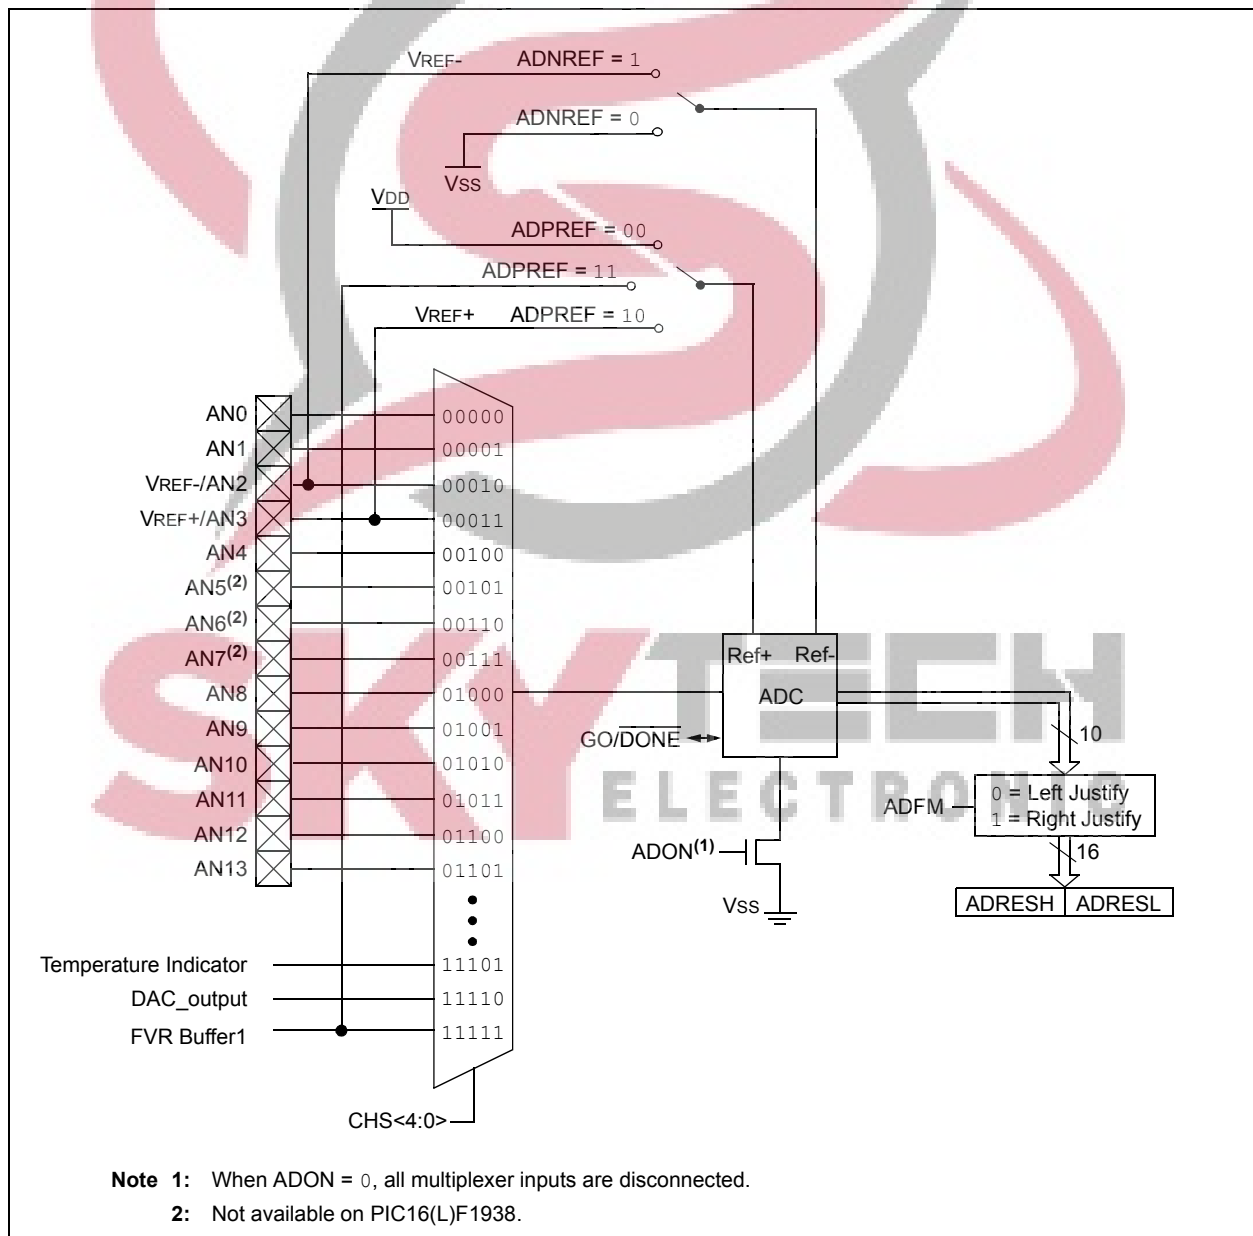 VREF- ADNREF = 1
ADNREF = 0
VSS
VDD
ADPREF = 00
ADPREF = 11
VREF+ ADPREF = 10
AN0 00000
AN1 00001
VREF-/AN2 00010
VREF+/AN3 00011
AN4 00100
AN5(2) 00101
AN6(2) 00110
AN7(2) 00111
Ref+ Ref-
AN8 01000 ADC
AN9 01001
GO/DONE 10
AN10 01010
AN11 01011
ADFM 0 = Left Justify
1 = Right Justify
AN12 01100
ADON(1) 16
AN13 01101
VSS ADRESH ADRESL
Temperature Indicator 11101
DAC_output 11110
FVR Buffer1 11111
CHS<4:0>
SKYTECH
ELECTRONIC
Note 1: When ADON = 0, all multiplexer inputs are disconnected.
2: Not available on PIC16(L)F1938.